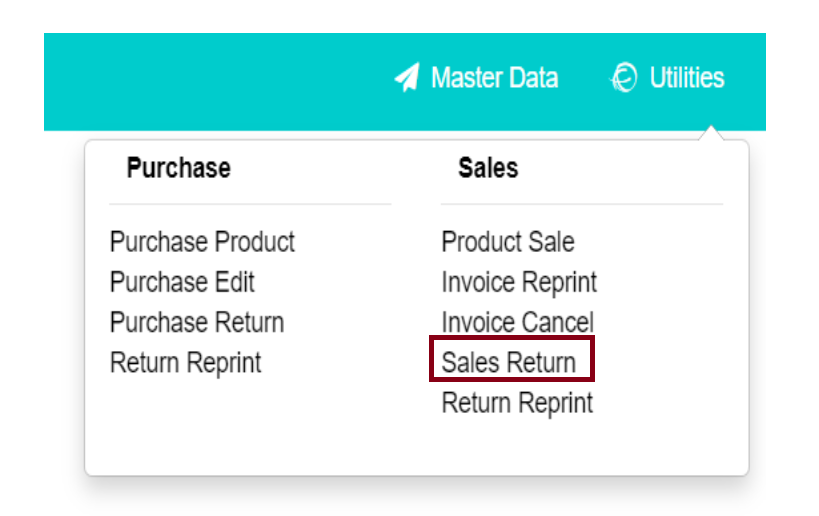 Master Data
Utilities
Purchase
Purchase Product
Purchase Edit
Purchase Return
Return Reprint
Sales
Product Sale
Invoice Reprint
Invoice Cancel
Sales Return
Return Reprint